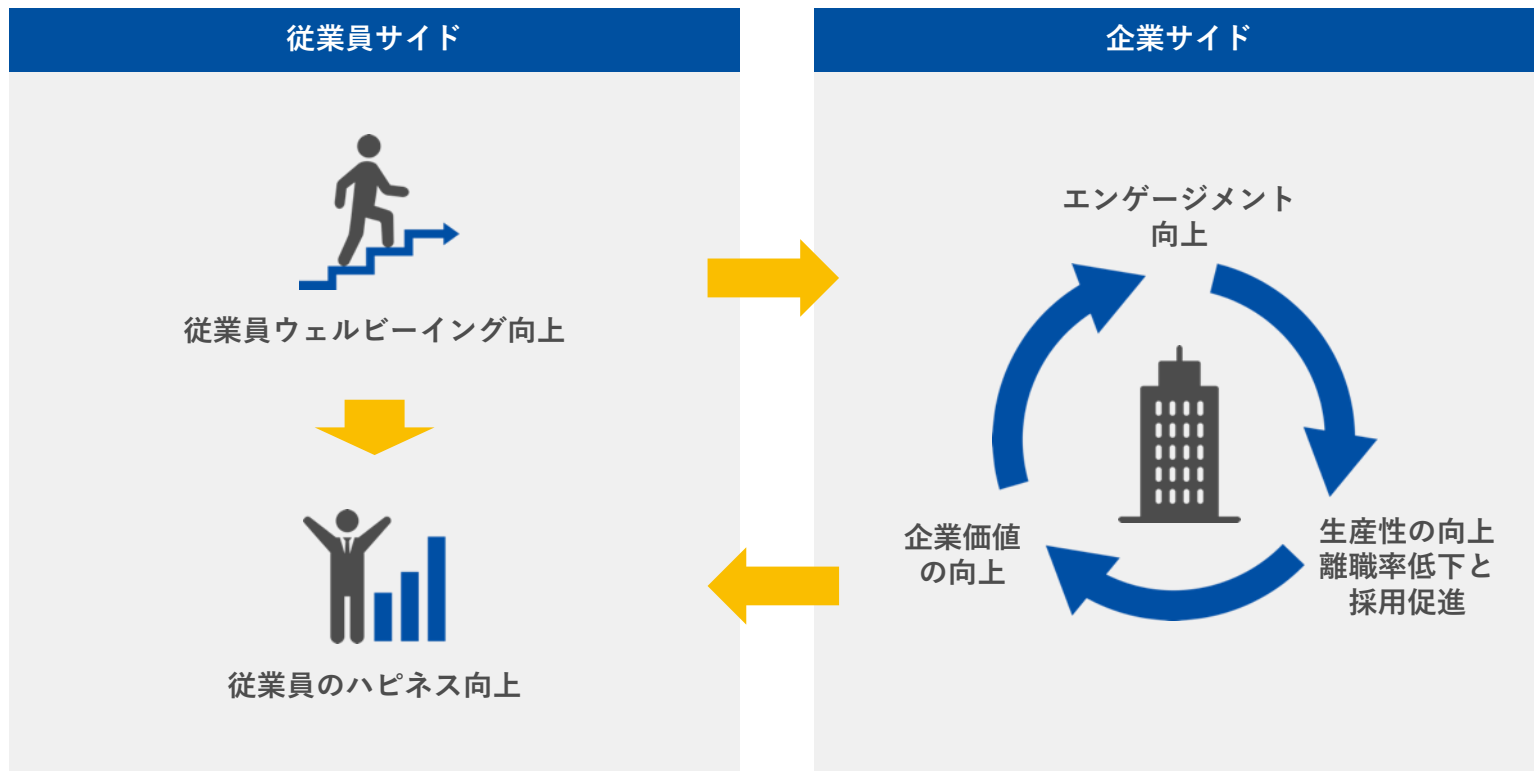 従業員サイド
従業員ウェルビーイング向上
従業員のハピネス向上
企業サイド
エンゲージメント
向上
生産性の向上
離職率低下と
採用促進
企業価値
の向上